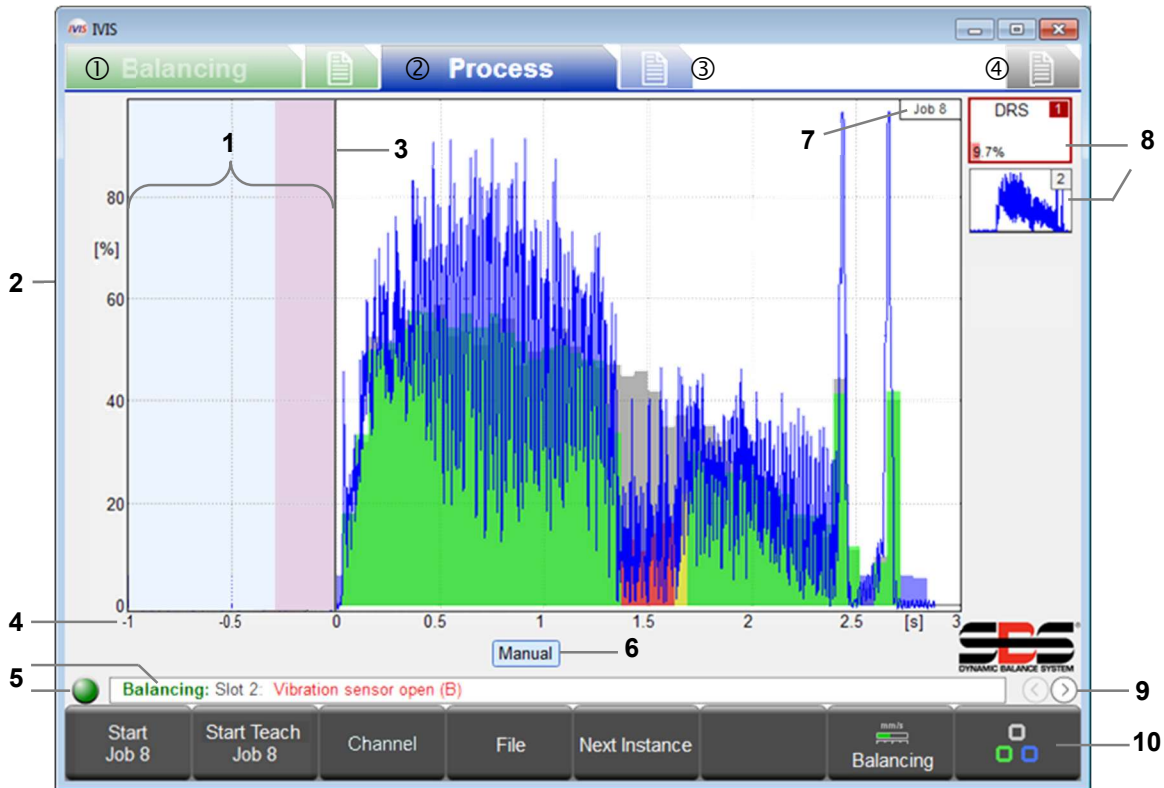 iVIS IVIS
① Balancing ② Process ③ ④
1
2
3
7
8
Job 8
DRS 1
9.7%
2
80
[%]
60
40
20
0
-1 -0.5 0 0.5 1 1.5 2 2.5 [s] 3
4
Manual
6
SBS®
DYNAMIC BALANCE SYSTEM
5
Balancing: Slot 2: Vibration sensor open (B)
9
Start
Job 8
Start Teach
Job 8
Channel
File
Next Instance
mm/s
Balancing
10